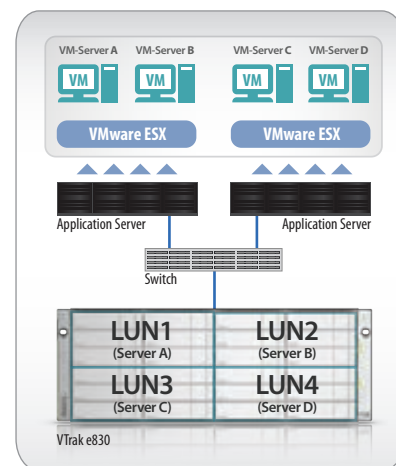 VM-Server A VM-Server B VM-Server C VM-Server D
VM VM VM VM
VMware ESX VMware ESX
Application Server Application Server
Switch
LUN1 LUN2
(Server A) (Server B)
LUN3 LUN4
(Server C) (Server D)
VTrak e830